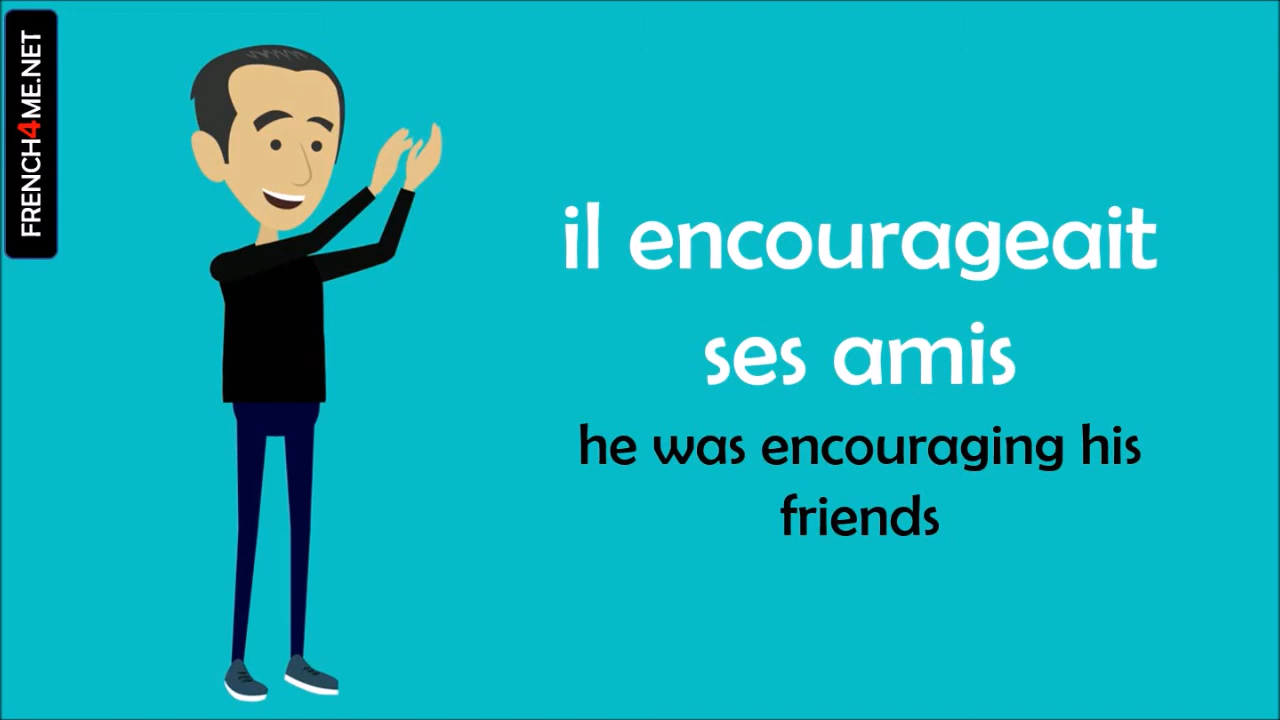 FRENCH4ME.NET
il encourageait
ses amis
he was encouraging his
friends